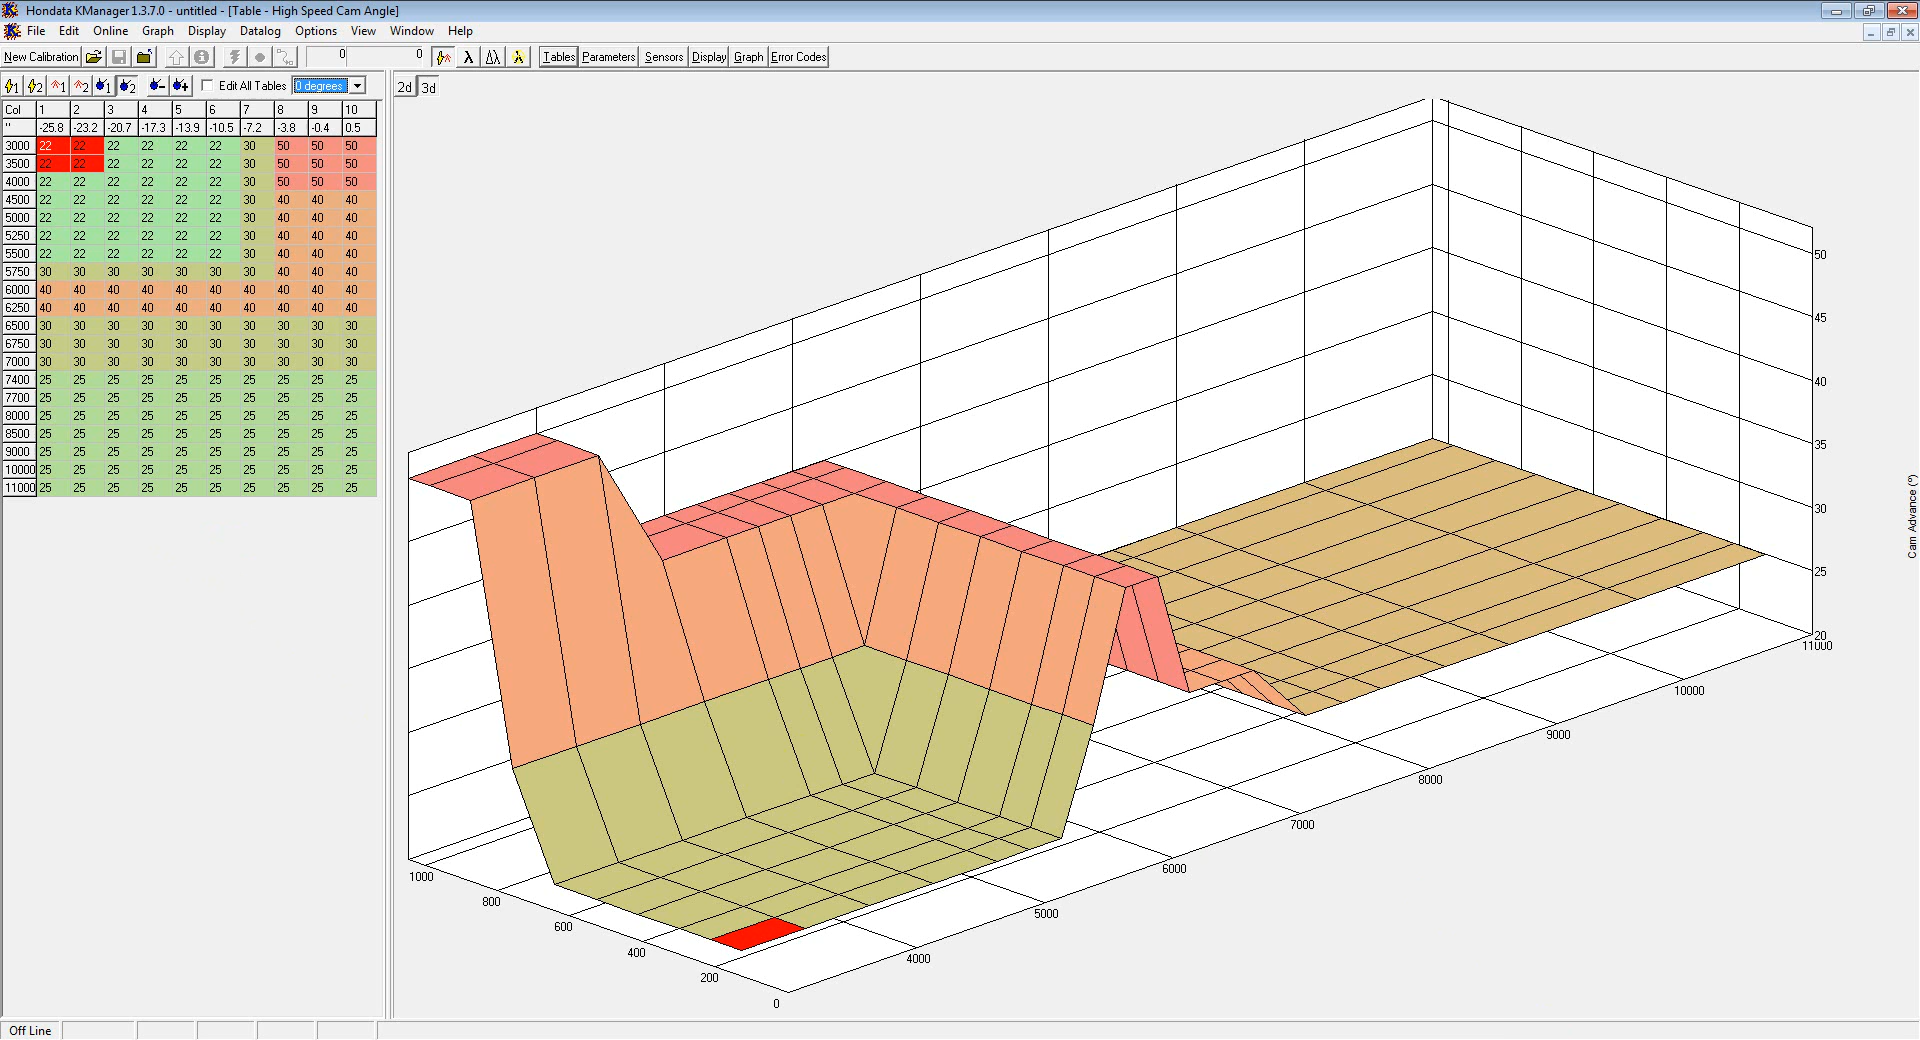 Hondata KManager 1.3.7.0 - untitled - [Table - High Speed Cam Angle]
File Edit Online Graph Display Datalog Options View Window Help
New Calibration 0 0 Tables Parameters Sensors Display Graph Error Codes
1 2 1 2 1 2 Edit All Tables 0 degrees 2d 3d
Col 1 2 3 4 5 6 7 8 9 10
" -25.8 -23.2 -20.7 -17.3 -13.9 -10.5 -7.2 -3.8 -0.4 0.5
3000 22 22 22 22 22 22 30 50 50 50
3500 22 22 22 22 22 22 30 50 50 50
4000 22 22 22 22 22 22 30 50 50 50
4500 22 22 22 22 22 22 30 40 40 40
5000 22 22 22 22 22 22 30 40 40 40
5250 22 22 22 22 22 22 30 40 40 40
5500 22 22 22 22 22 22 30 40 40 40
5750 30 30 30 30 30 30 30 40 40 40
6000 40 40 40 40 40 40 40 40 40 40
6250 40 40 40 40 40 40 40 40 40 40
6500 30 30 30 30 30 30 30 30 30 30
6750 30 30 30 30 30 30 30 30 30 30
7000 30 30 30 30 30 30 30 30 30 30
7400 25 25 25 25 25 25 25 25 25 25
7700 25 25 25 25 25 25 25 25 25 25
8000 25 25 25 25 25 25 25 25 25 25
8500 25 25 25 25 25 25 25 25 25 25
9000 25 25 25 25 25 25 25 25 25 25
10000 25 25 25 25 25 25 25 25 25 25
11000 25 25 25 25 25 25 25 25 25 25
50
45
40
35
30
25
20
Cam Advance (º)
11000
10000
9000
8000
7000
6000
5000
4000
1000
800
600
400
200
0
Off Line